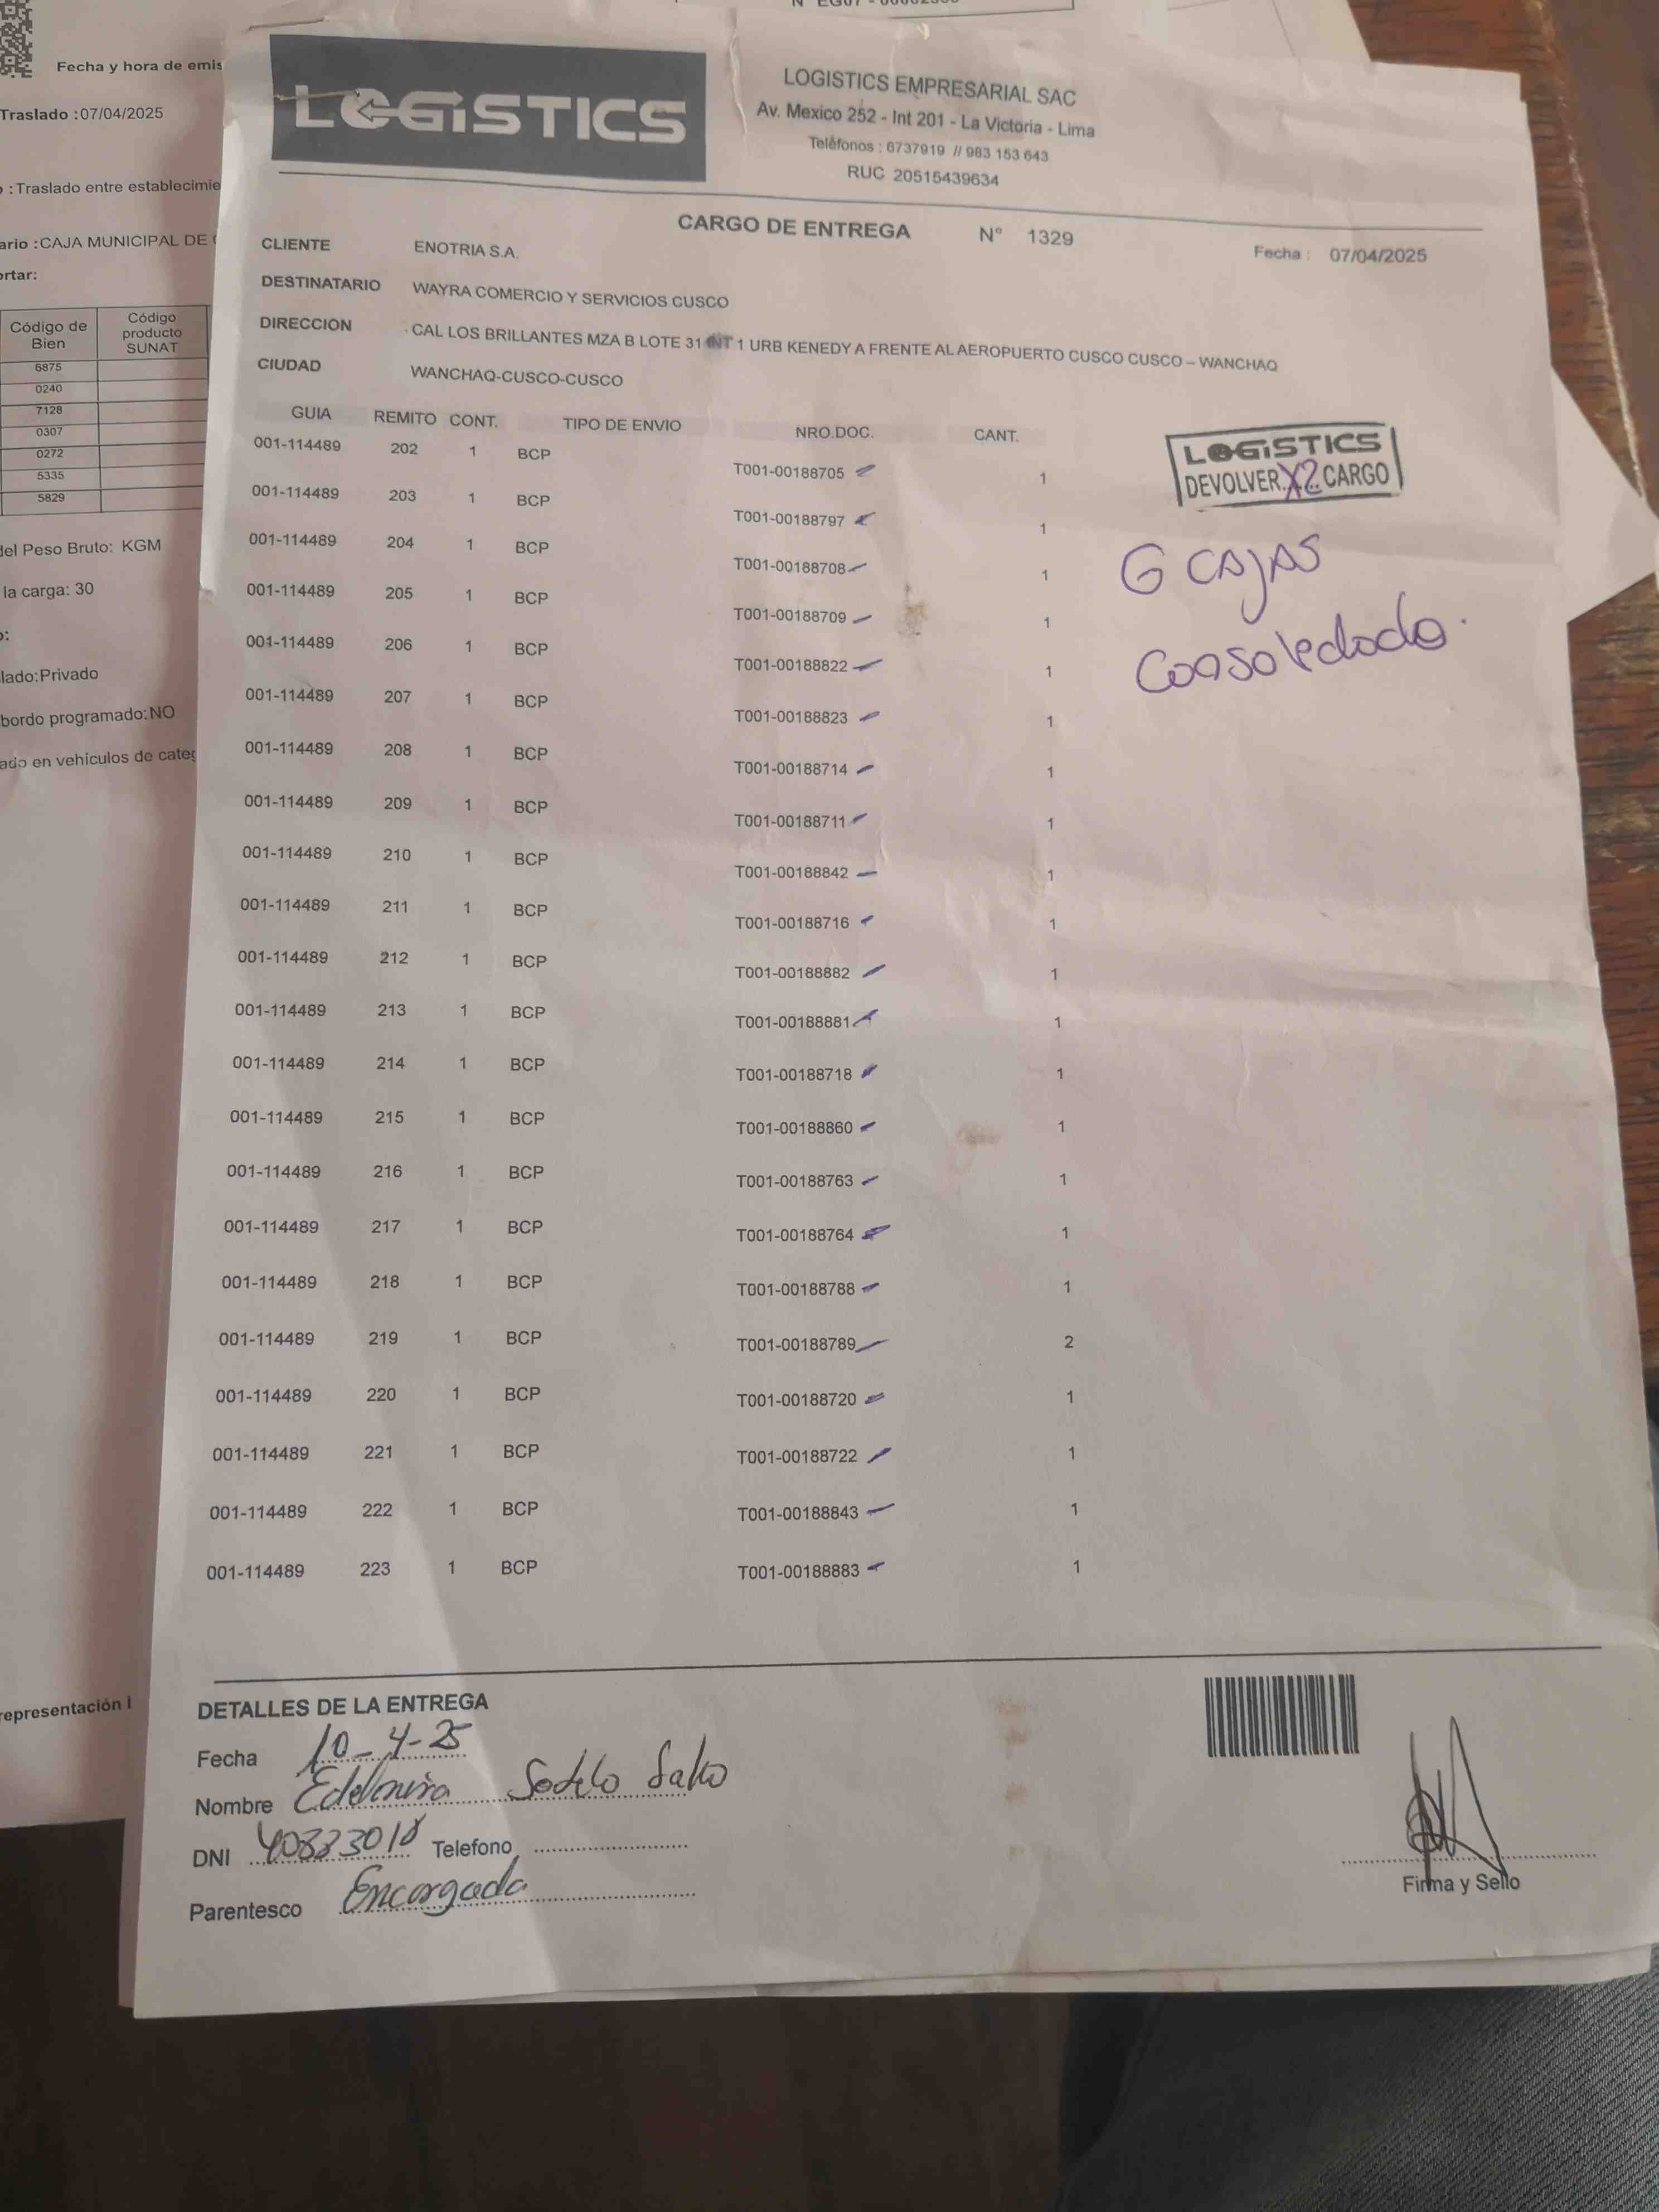 Fecha y hora de emis
Traslado :07/04/2025
:Traslado entre establecimie
ario :CAJA MUNICIPAL DE
ortar:
Código de Bien
Código producto SUNAT
6875
0240
7128
0307
0272
5335
5829
del Peso Bruto: KGM
la carga: 30
lado:Privado
bordo programado:NO
ado en vehículos de categ
representación
LOGISTICS
LOGISTICS EMPRESARIAL SAC
Av. Mexico 252 - Int 201 - La Victoria - Lima
Teléfonos : 6737919 // 983 153 643
RUC 20515439634
CARGO DE ENTREGA N° 1329
Fecha : 07/04/2025
CLIENTE ENOTRIA S.A.
DESTINATARIO WAYRA COMERCIO Y SERVICIOS CUSCO
DIRECCION CAL LOS BRILLANTES MZA B LOTE 31 INT 1 URB KENEDY A FRENTE AL AEROPUERTO CUSCO CUSCO – WANCHAQ
CIUDAD WANCHAQ-CUSCO-CUSCO
GUIA REMITO CONT. TIPO DE ENVIO NRO.DOC. CANT.
001-114489 202 1 BCP T001-00188705 1
001-114489 203 1 BCP T001-00188797 1
001-114489 204 1 BCP T001-00188708 1
001-114489 205 1 BCP T001-00188709 1
001-114489 206 1 BCP T001-00188822 1
001-114489 207 1 BCP T001-00188823 1
001-114489 208 1 BCP T001-00188714 1
001-114489 209 1 BCP T001-00188711 1
001-114489 210 1 BCP T001-00188842 1
001-114489 211 1 BCP T001-00188716 1
001-114489 212 1 BCP T001-00188882 1
001-114489 213 1 BCP T001-00188881 1
001-114489 214 1 BCP T001-00188718 1
001-114489 215 1 BCP T001-00188860 1
001-114489 216 1 BCP T001-00188763 1
001-114489 217 1 BCP T001-00188764 1
001-114489 218 1 BCP T001-00188788 1
001-114489 219 1 BCP T001-00188789 2
001-114489 220 1 BCP T001-00188720 1
001-114489 221 1 BCP T001-00188722 1
001-114489 222 1 BCP T001-00188843 1
001-114489 223 1 BCP T001-00188883 1
LOGISTICS
DEVOLVER X2 CARGO
6 CAJAS
DETALLES DE LA ENTREGA
Fecha 10-4-25
Nombre Edelmira Sotelo
DNI Telefono
Parentesco Encargada
Firma y Sello